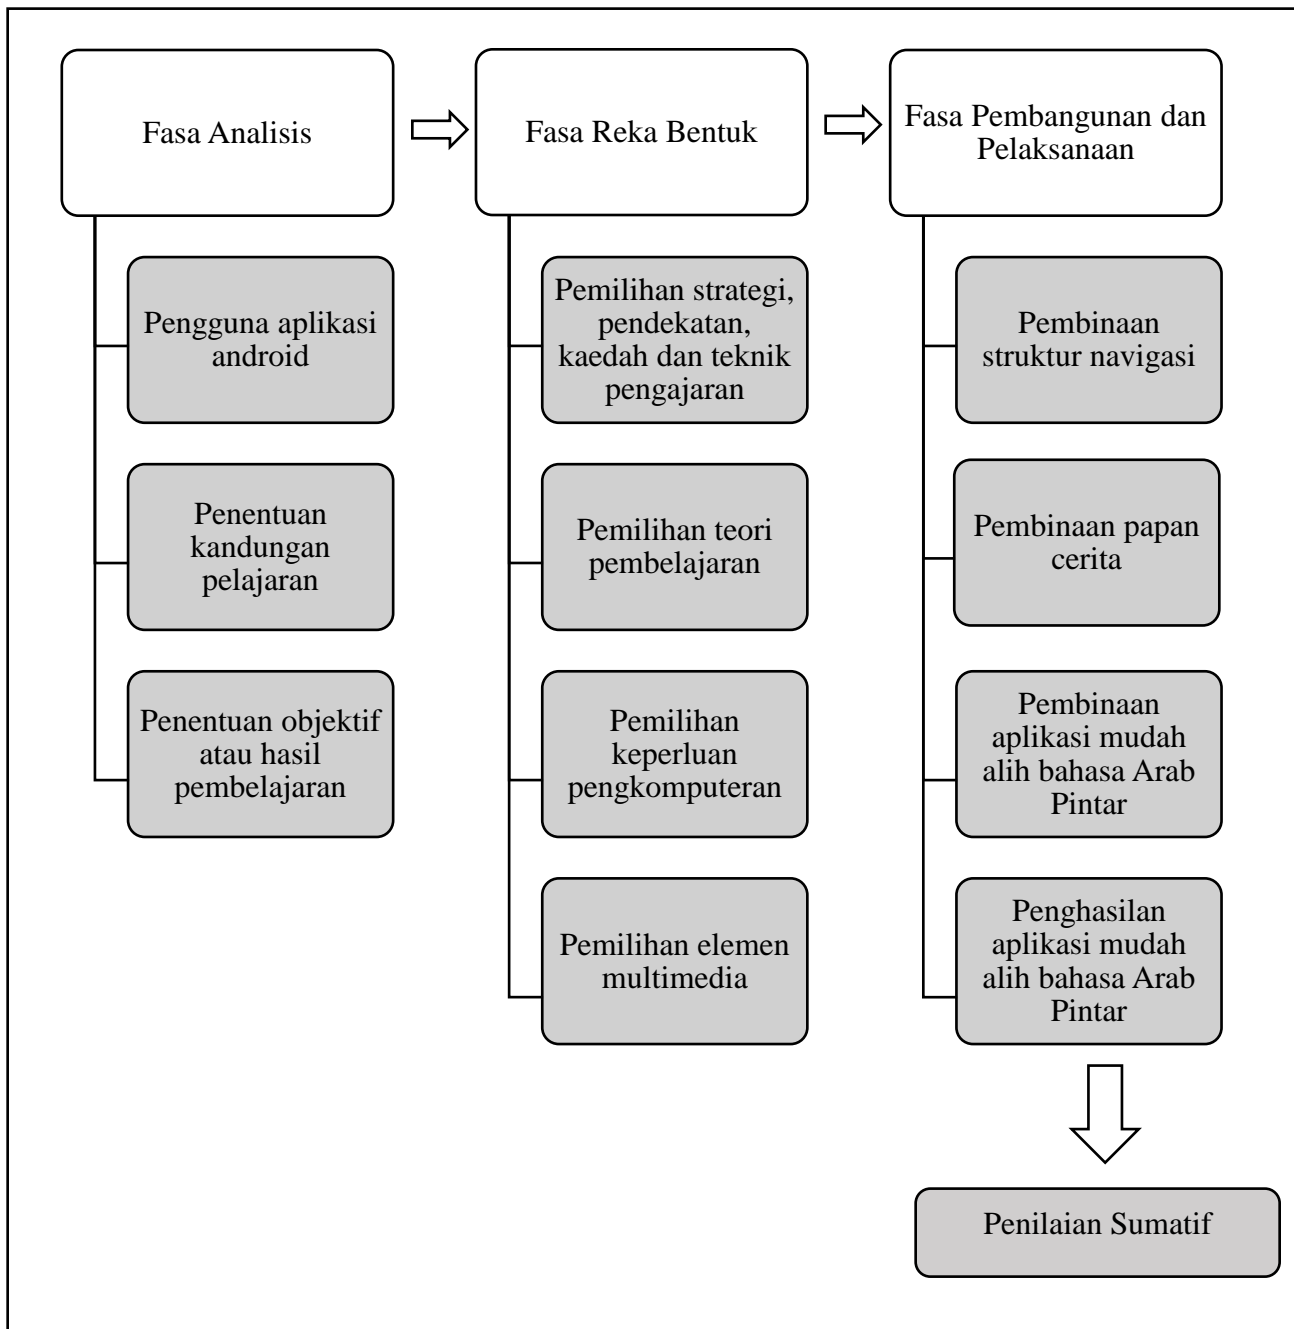 Fasa Analisis
Pengguna aplikasi
android
Penentuan
kandungan
pelajaran
Penentuan objektif
atau hasil
pembelajaran
Fasa Reka Bentuk
Pemilihan strategi,
pendekatan,
kaedah dan teknik
pengajaran
Pemilihan teori
pembelajaran
Pemilihan
keperluan
pengkomputeran
Pemilihan elemen
multimedia
Fasa Pembangunan dan
Pelaksanaan
Pembinaan
struktur navigasi
Pembinaan papan
cerita
Pembinaan
aplikasi mudah
alih bahasa Arab
Pintar
Penghasilan
aplikasi mudah
alih bahasa Arab
Pintar
Penilaian Sumatif